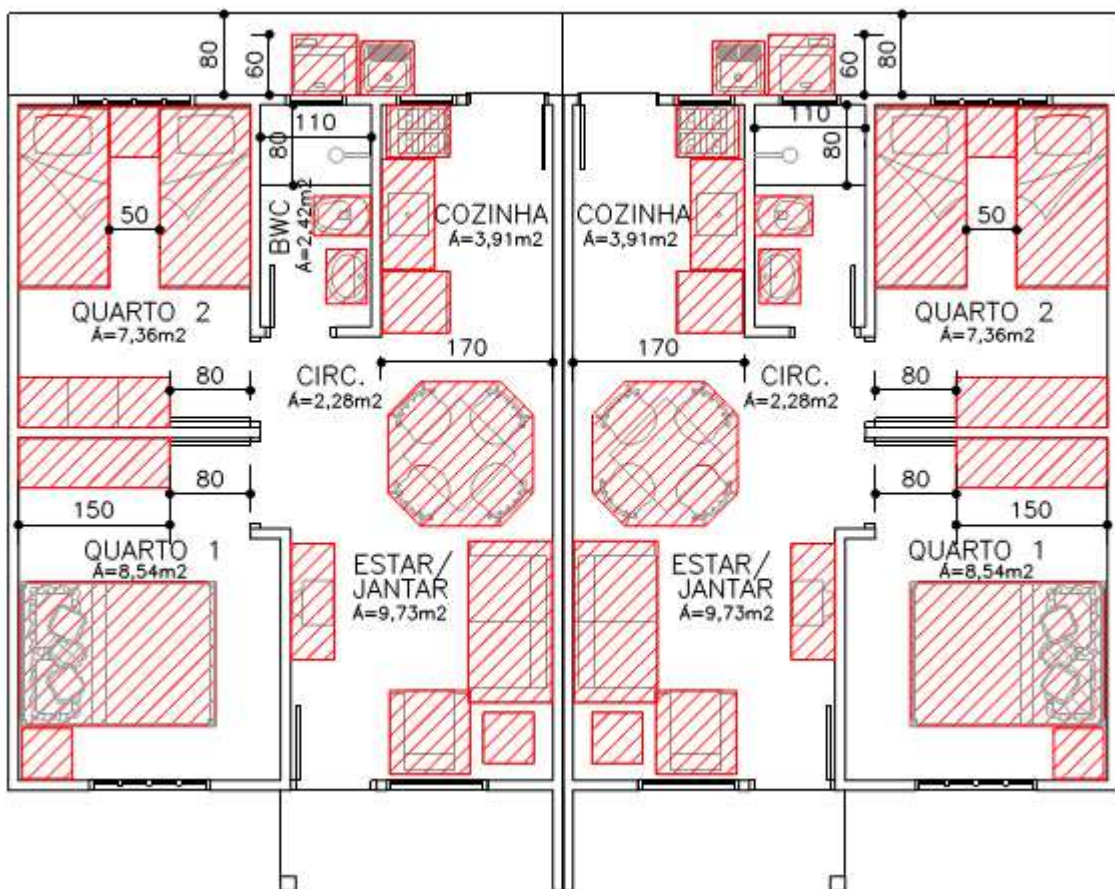 80
60
60
80
110
80
110
80
BWC
Á=2,42m2
50
COZINHA
Á=3,91m2
COZINHA
Á=3,91m2
50
QUARTO 2
Á=7,36m2
QUARTO 2
Á=7,36m2
170
170
80
CIRC.
Á=2,28m2
CIRC.
Á=2,28m2
80
80
80
150
150
QUARTO 1
Á=8,54m2
ESTAR/
JANTAR
Á=9,73m2
ESTAR/
JANTAR
Á=9,73m2
QUARTO 1
Á=8,54m2